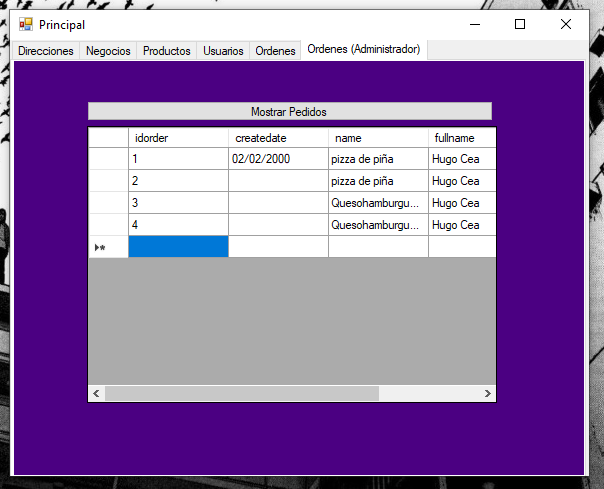 Principal
Direcciones Negocios Productos Usuarios Ordenes Ordenes (Administrador)
Mostrar Pedidos
idorder createdate name fullname
1 02/02/2000 pizza de piña Hugo Cea
2 pizza de piña Hugo Cea
3 Quesohamburgu... Hugo Cea
4 Quesohamburgu... Hugo Cea